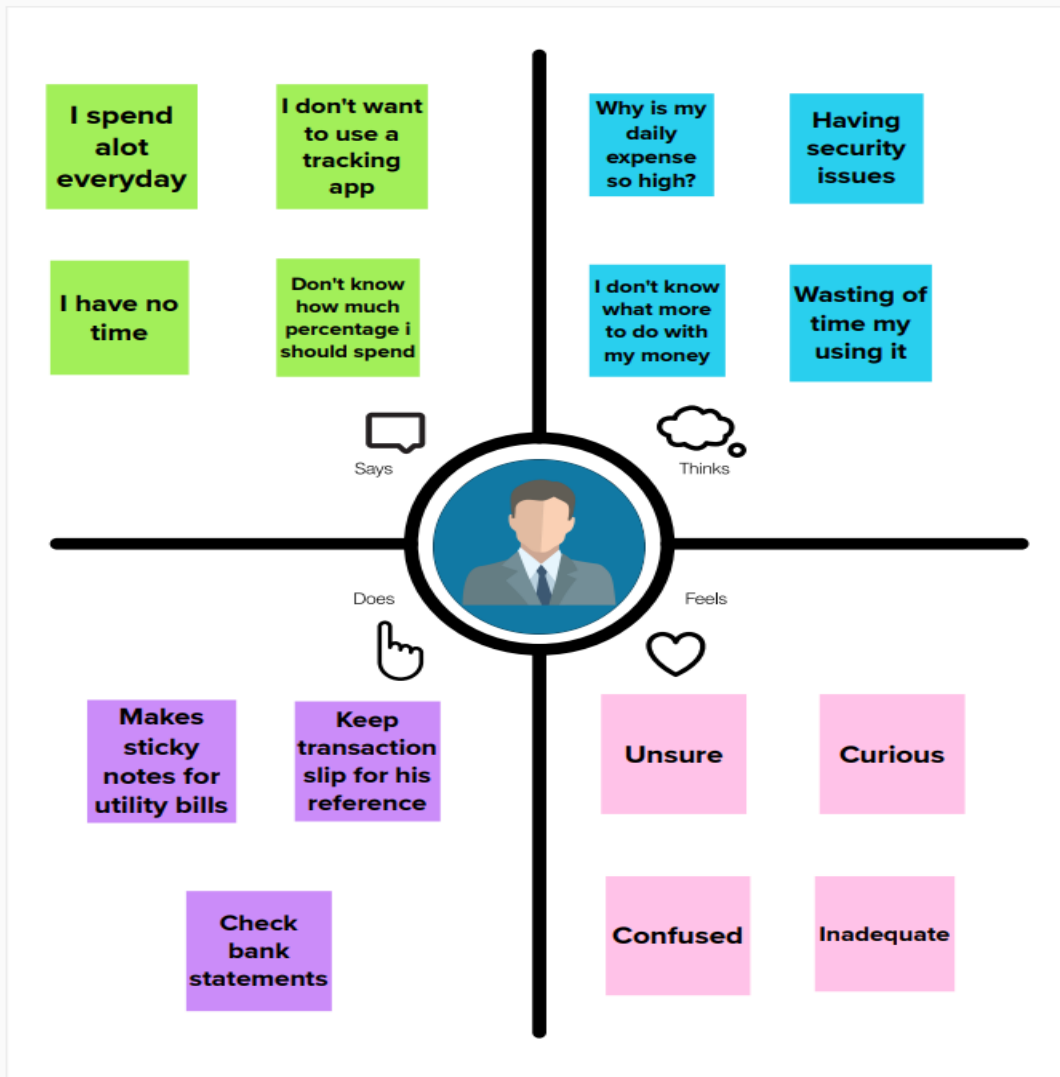 I spend
alot
everyday
I don't want
to use a
tracking
app
I have no
time
Don't know
how much
percentage i
should spend
Says
Why is my
daily
expense
so high?
Having
security
issues
I don't know
what more
to do with
my money
Wasting of
time my
using it
Thinks
Does
Makes
sticky
notes for
utility bills
Keep
transaction
slip for his
reference
Check
bank
statements
Feels
Unsure
Curious
Confused
Inadequate